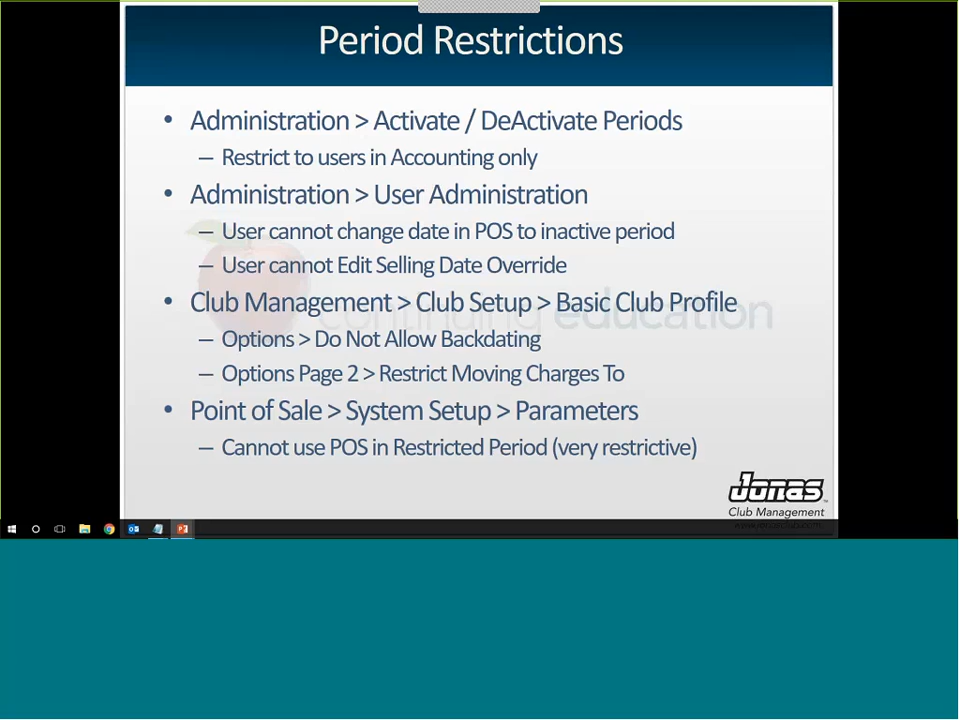 Period Restrictions
• Administration > Activate / DeActivate Periods
– Restrict to users in Accounting only
• Administration > User Administration
– User cannot change date in POS to inactive period
– User cannot Edit Selling Date Override
• Club Management > Club Setup > Basic Club Profile
continuing education
– Options > Do Not Allow Backdating
– Options Page 2 > Restrict Moving Charges To
• Point of Sale > System Setup > Parameters
– Cannot use POS in Restricted Period (very restrictive)
Jonas
Club Management